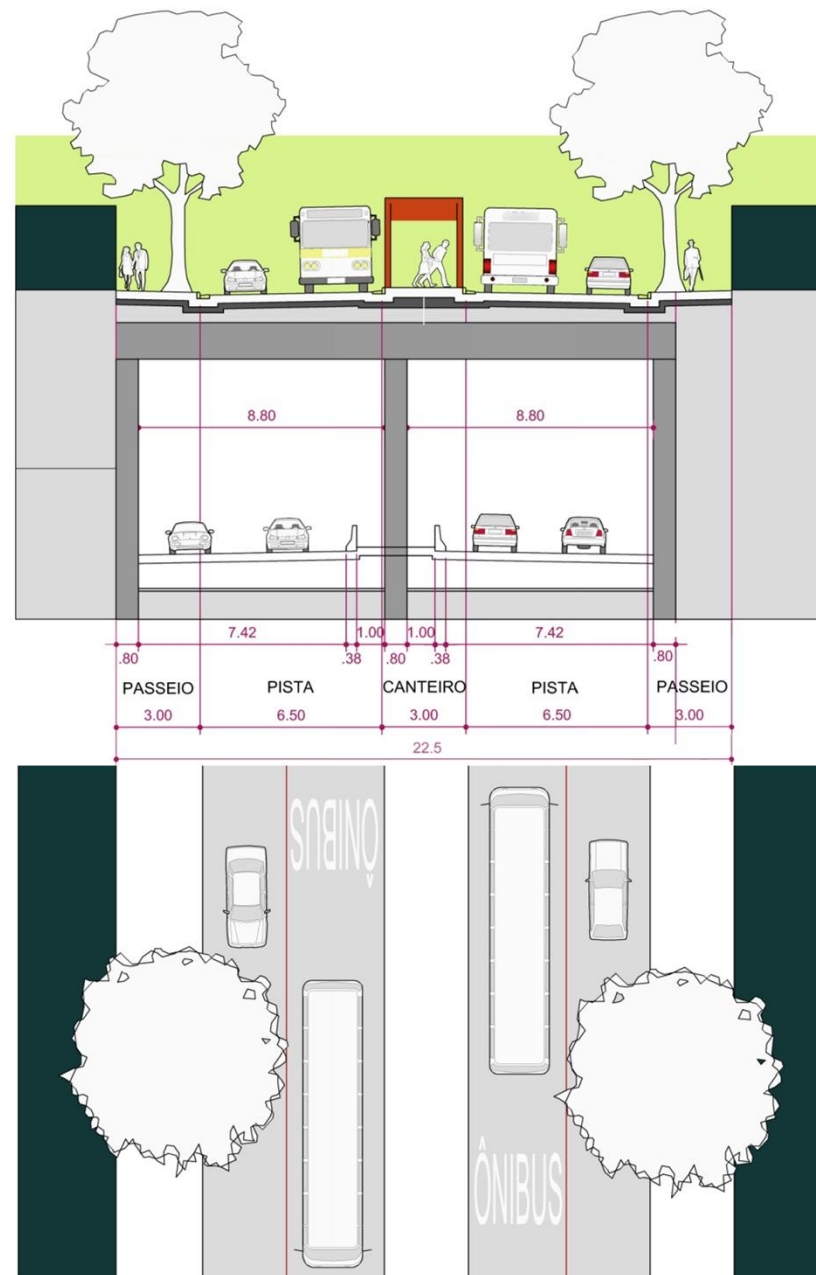 8.80 8.80
7.42 1.00 1.00 7.42
.80 .38 .80 .38 .80
PASSEIO PISTA CANTEIRO PISTA PASSEIO
3.00 6.50 3.00 6.50 3.00
22.5
ÔNIBUS
ÔNIBUS